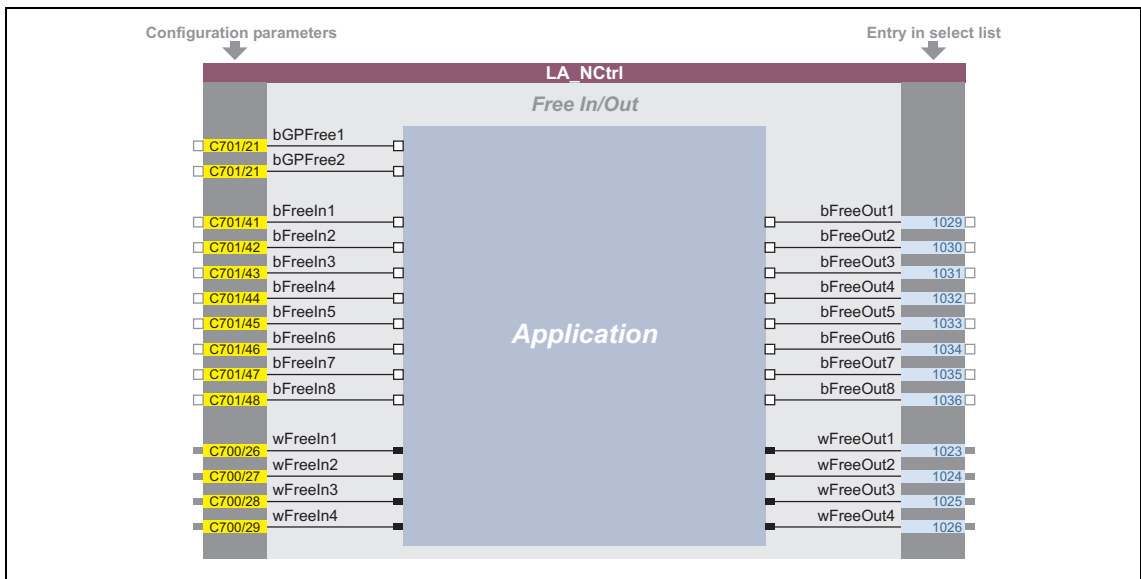 Configuration parameters
Entry in select list
LA_NCtrl
Free In/Out
C701/21 bGPFree1
C701/21 bGPFree2
C701/41 bFreeIn1
bFreeOut1 1029
C701/42 bFreeIn2
bFreeOut2 1030
C701/43 bFreeIn3
bFreeOut3 1031
C701/44 bFreeIn4
bFreeOut4 1032
C701/45 bFreeIn5
bFreeOut5 1033
Application
C701/46 bFreeIn6
bFreeOut6 1034
C701/47 bFreeIn7
bFreeOut7 1035
C701/48 bFreeIn8
bFreeOut8 1036
C700/26 wFreeIn1
wFreeOut1 1023
C700/27 wFreeIn2
wFreeOut2 1024
C700/28 wFreeIn3
wFreeOut3 1025
C700/29 wFreeIn4
wFreeOut4 1026